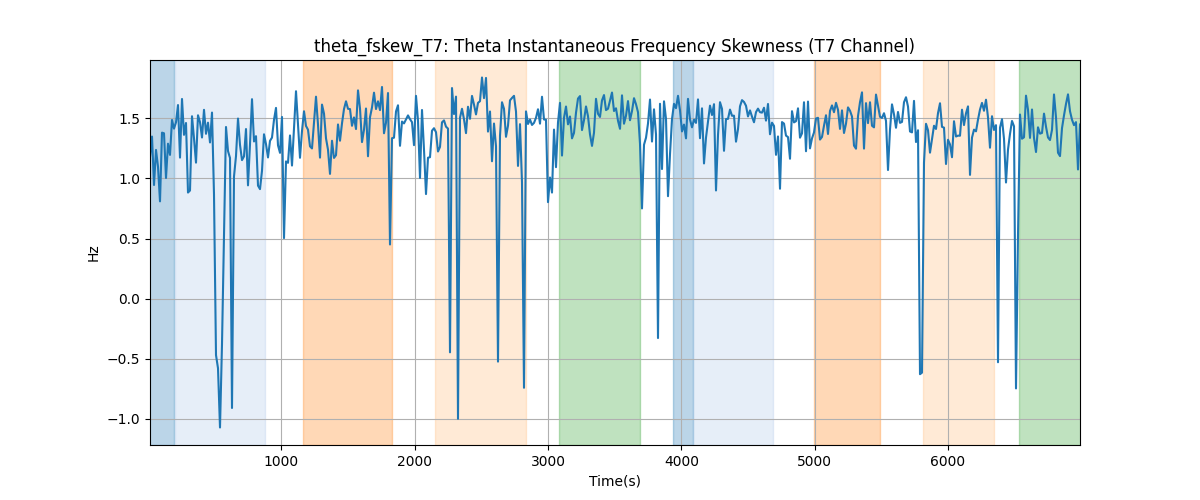 theta_fskew_T7: Theta Instantaneous Frequency Skewness (T7 Channel)
1.5
1.0
0.5
0.0
−0.5
−1.0
Hz
1000 2000 3000 4000 5000 6000
Time(s)